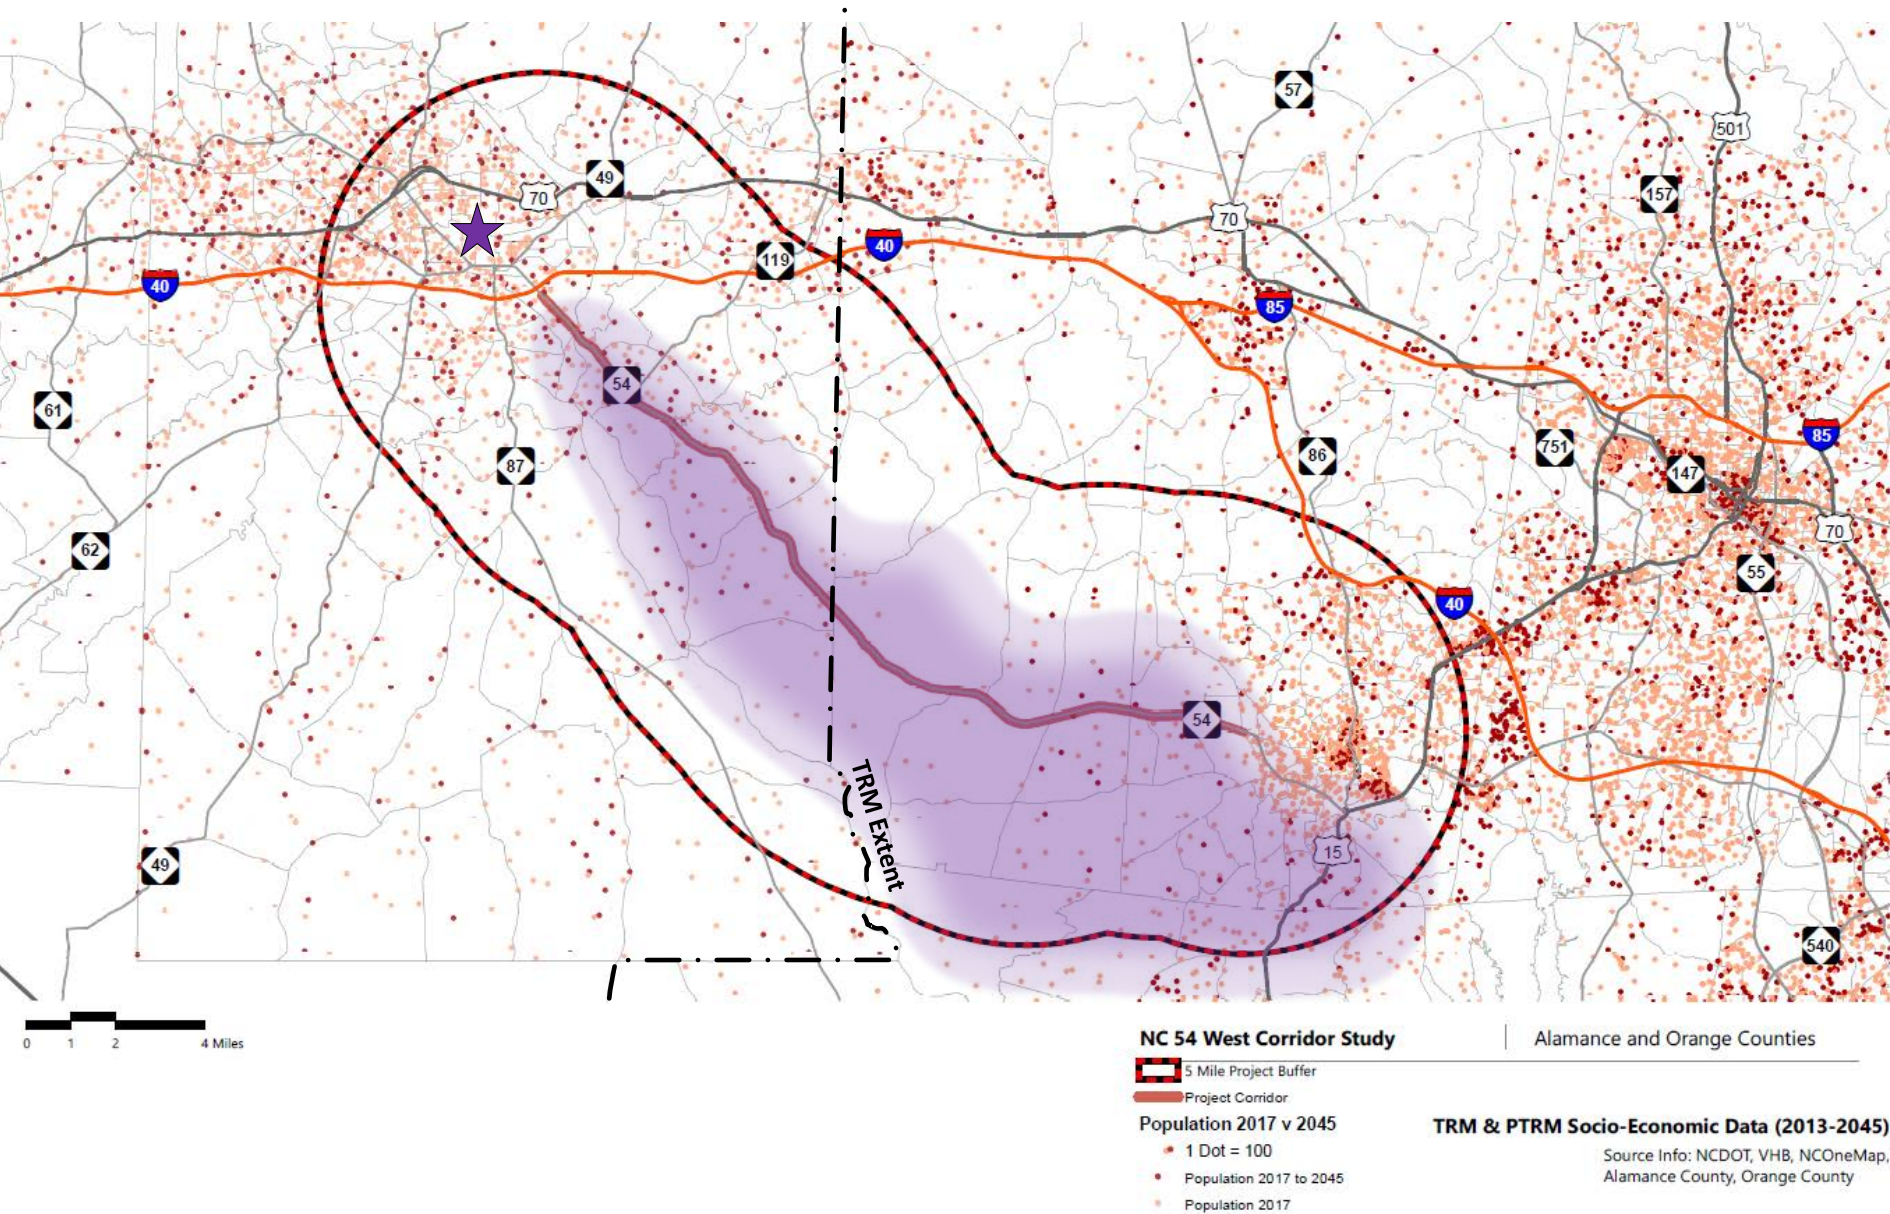 57
501
157
49
70
70
119
40
40
85
54
61
87
86
751
85
147
62
70
55
40
54
TRM Extent
15
49
540
0 1 2 4 Miles
NC 54 West Corridor Study
Alamance and Orange Counties
5 Mile Project Buffer
Project Corridor
Population 2017 v 2045
1 Dot = 100
Population 2017 to 2045
Population 2017
TRM & PTRM Socio-Economic Data (2013-2045)
Source Info: NCDOT, VHB, NCOneMap,
Alamance County, Orange County